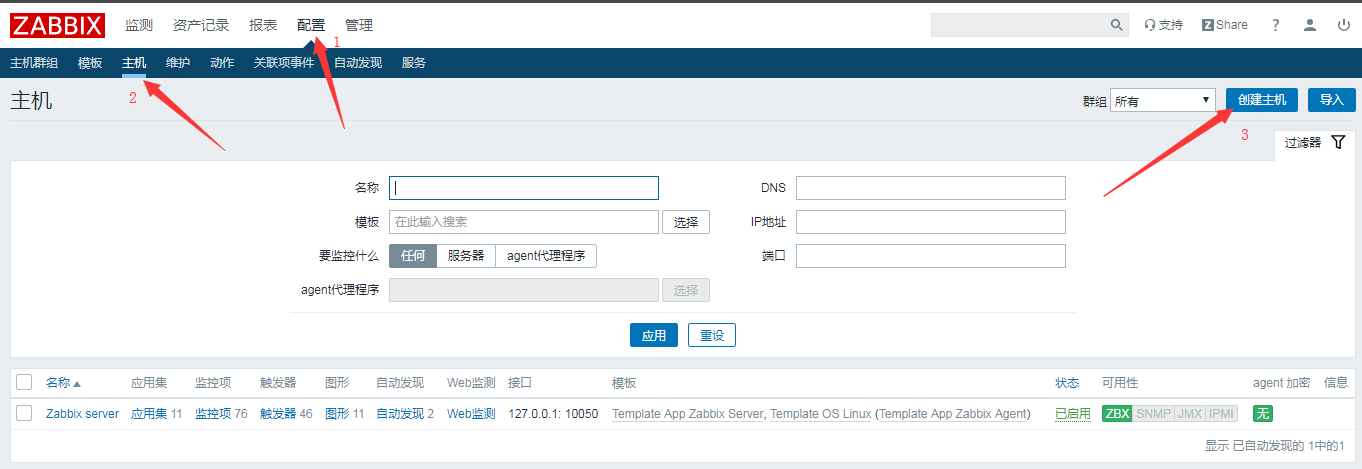 ZABBIX 监测 资产记录 报表 配置 管理 支持 Share ?
1
主机群组 模板 主机 维护 动作 关联项事件 自动发现 服务
2
主机 群组 所有 创建主机 导入
3
过滤器
名称 DNS
模板 在此输入搜索 选择 IP地址
要监控什么 任何 服务器 agent代理程序 端口
agent代理程序 选择
应用 重设
名称 应用集 监控项 触发器 图形 自动发现 Web监测 接口 模板 状态 可用性 agent 加密 信息
Zabbix server 应用集 11 监控项 76 触发器 46 图形 11 自动发现 2 Web监测 127.0.0.1: 10050 Template App Zabbix Server, Template OS Linux (Template App Zabbix Agent) 已启用 ZBX SNMP JMX IPMI 无
显示 已自动发现的 1中的1